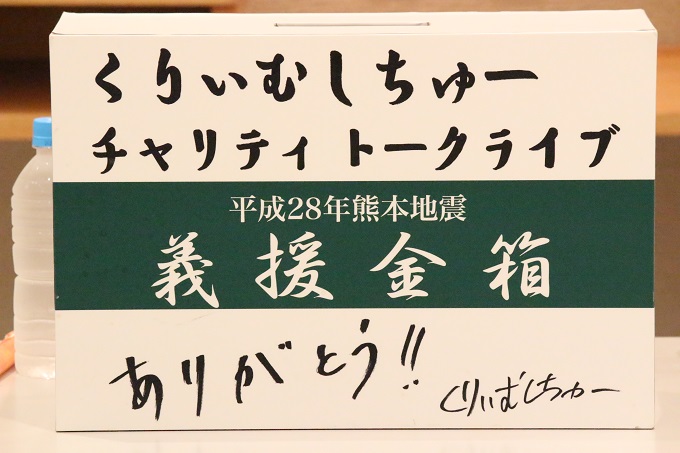 くりぃむしちゅー
チャリティ トークライブ
平成28年熊本地震
義援金箱
ありがとう!!
くりぃむしちゅー